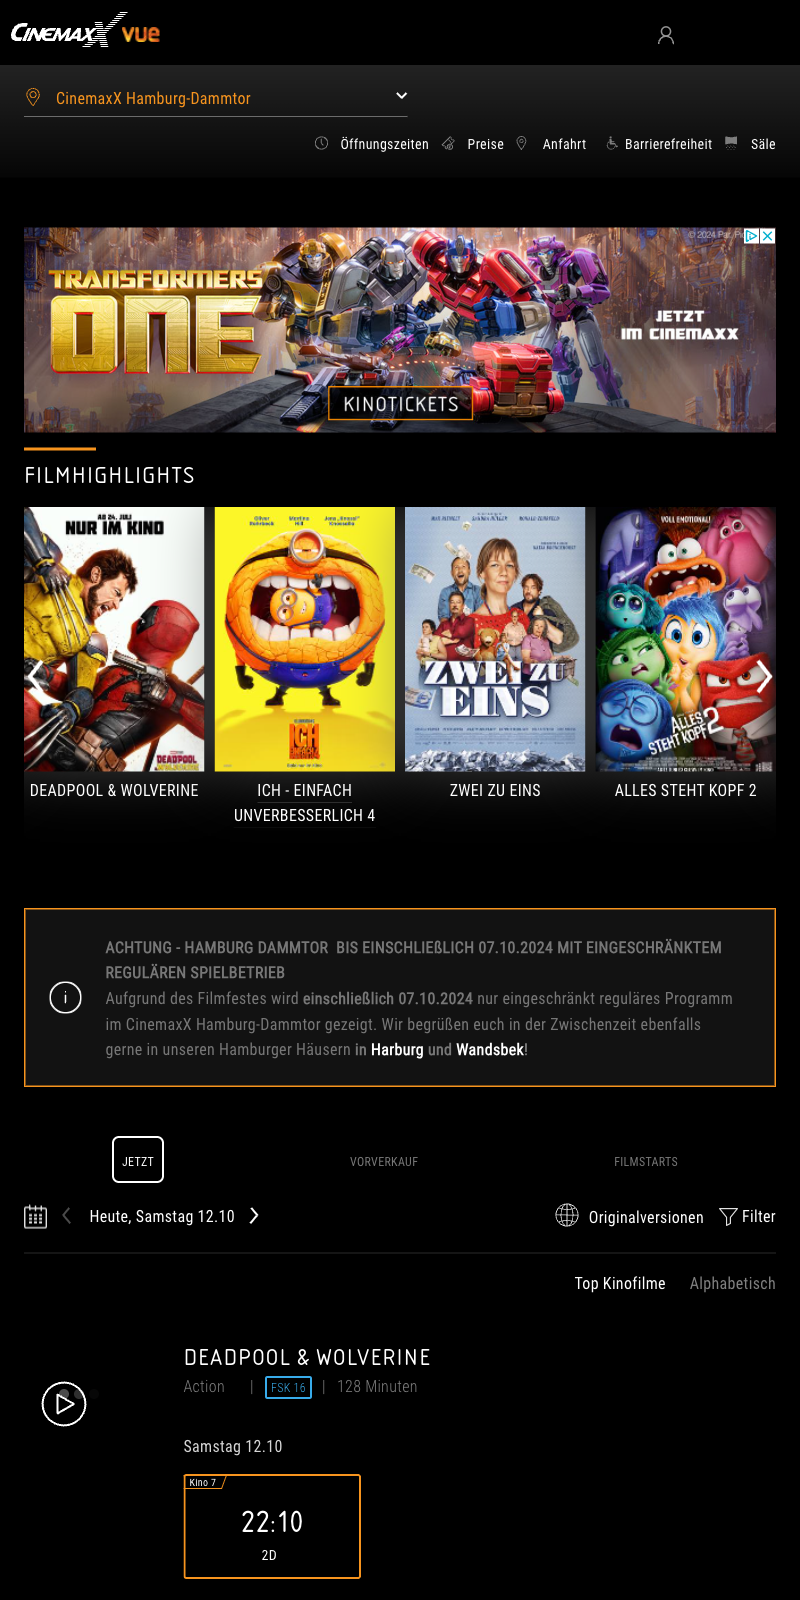 CINEMAXX VUE
CinemaxX Hamburg-Dammtor
Öffnungszeiten Preise Anfahrt Barrierefreiheit Säle
© 2024 Par. Pi
TRANSFORMERS
ONE
JETZT
IM CINEMAXX
KINOTICKETS
FILMHIGHLIGHTS
AB 24. JULI
NUR IM KINO
DEADPOOL
WOLVERINE
ICH
EINFACH
ZWEI ZU
EINS
VOLL EMOTIONAL!
ALLES
STEHT KOPF 2
DEADPOOL & WOLVERINE
ICH - EINFACH
UNVERBESSERLICH 4
ZWEI ZU EINS
ALLES STEHT KOPF 2
ACHTUNG - HAMBURG DAMMTOR BIS EINSCHLIEßLICH 07.10.2024 MIT EINGESCHRÄNKTEM
REGULÄREN SPIELBETRIEB
Aufgrund des Filmfestes wird einschließlich 07.10.2024 nur eingeschränkt reguläres Programm
im CinemaxX Hamburg-Dammtor gezeigt. Wir begrüßen euch in der Zwischenzeit ebenfalls
gerne in unseren Hamburger Häusern in Harburg und Wandsbek!
JETZT VORVERKAUF FILMSTARTS
Heute, Samstag 12.10 Originalversionen Filter
Top Kinofilme Alphabetisch
DEADPOOL & WOLVERINE
Action | FSK 16 | 128 Minuten
Samstag 12.10
Kino 7
22:10
2D